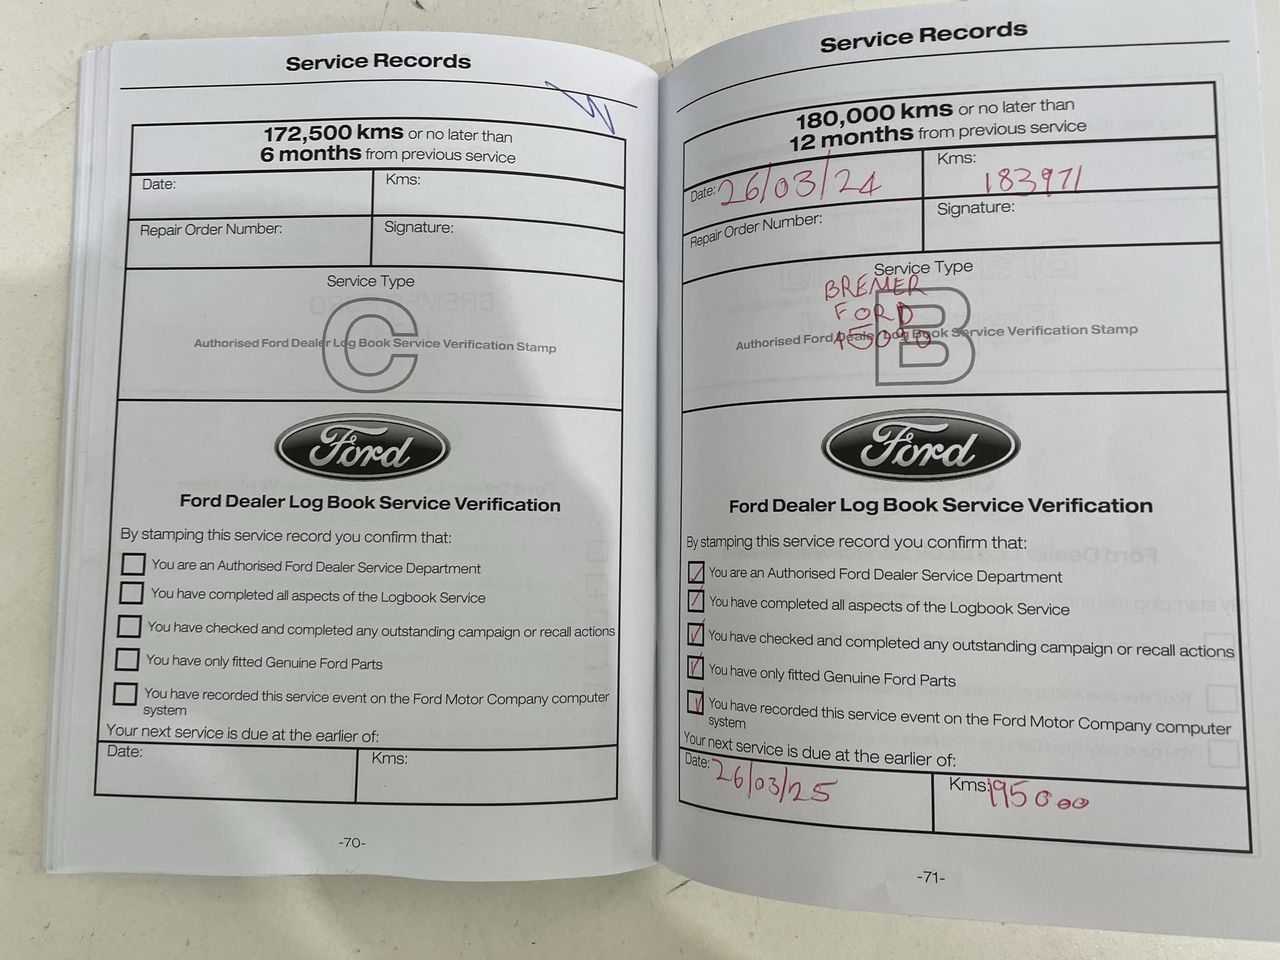 Service Records
172,500 kms or no later than
6 months from previous service
Date:
Kms:
Repair Order Number:
Signature:
Service Type
C
Authorised Ford Dealer Log Book Service Verification Stamp
Ford
Ford Dealer Log Book Service Verification
By stamping this service record you confirm that:
You are an Authorised Ford Dealer Service Department
You have completed all aspects of the Logbook Service
You have checked and completed any outstanding campaign or recall actions
You have only fitted Genuine Ford Parts
You have recorded this service event on the Ford Motor Company computer
system
Your next service is due at the earlier of:
Date:
Kms:
-70-
Service Records
180,000 kms or no later than
12 months from previous service
Date: 26/03/24
Kms: 183971
Repair Order Number:
Signature:
Service Type
BREMER
FORD
B
Authorised Ford Dealer Log Book Service Verification Stamp
Ford
Ford Dealer Log Book Service Verification
By stamping this service record you confirm that:
You are an Authorised Ford Dealer Service Department
You have completed all aspects of the Logbook Service
You have checked and completed any outstanding campaign or recall actions
You have only fitted Genuine Ford Parts
You have recorded this service event on the Ford Motor Company computer
system
Your next service is due at the earlier of:
Date: 26/03/25
Kms: 195000
-71-